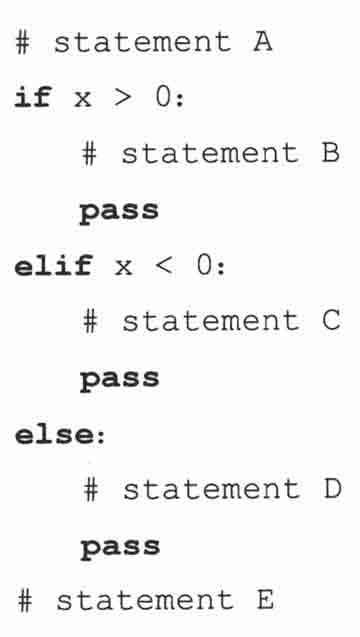 # statement A
if x > 0:
    # statement B
    pass
elif x < 0:
    # statement C
    pass
else:
    # statement D
    pass
# statement E